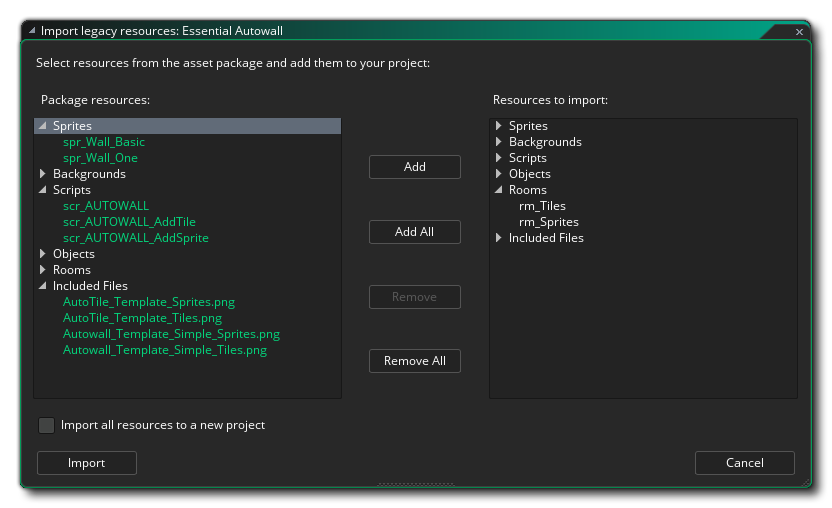 Import legacy resources: Essential Autowall
Select resources from the asset package and add them to your project:
Package resources:
Sprites
spr_Wall_Basic
spr_Wall_One
Backgrounds
Scripts
scr_AUTOWALL
scr_AUTOWALL_AddTile
scr_AUTOWALL_AddSprite
Objects
Rooms
Included Files
AutoTile_Template_Sprites.png
AutoTile_Template_Tiles.png
Autowall_Template_Simple_Sprites.png
Autowall_Template_Simple_Tiles.png
Add
Add All
Remove
Remove All
Resources to import:
Sprites
Backgrounds
Scripts
Objects
Rooms
rm_Tiles
rm_Sprites
Included Files
Import all resources to a new project
Import
Cancel